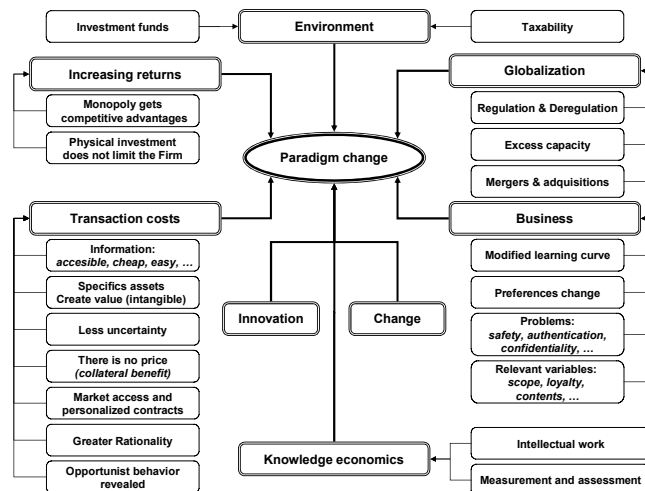 Investment funds
Environment
Taxability
Increasing returns
Globalization
Monopoly gets
competitive advantages
Regulation & Deregulation
Physical investment
does not limit the Firm
Paradigm change
Excess capacity
Mergers & adquisitions
Transaction costs
Business
Information:
accesible, cheap, easy, …
Modified learning curve
Specifics assets
Create value (intangible)
Preferences change
Innovation
Change
Less uncertainty
Problems:
safety, authentication,
confidentiality, …
There is no price
(collateral benefit)
Relevant variables:
scope, loyalty,
contents, …
Market access and
personalized contracts
Greater Rationality
Intellectual work
Knowledge economics
Opportunist behavior
revealed
Measurement and assessment